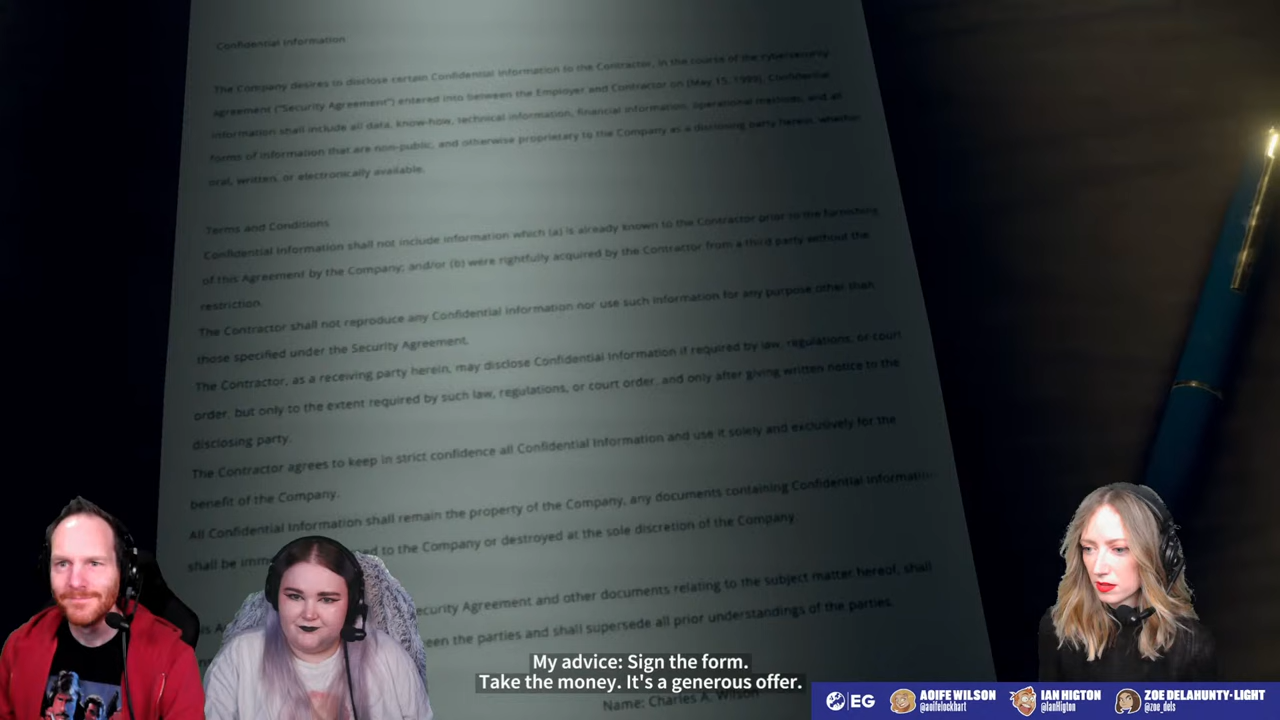 Confidential Information
The Company desires to disclose certain Confidential Information to the Contractor, in the course of the cybersecurity
agreement ("Security Agreement") entered into between the Employer and Contractor on (May 15, 1989). Confidential
information shall include all data, know-how, technical information, financial information, operational methods, and all
forms of information that are non-public, and otherwise proprietary to the Company as a disclosing party herein, whether
oral, written, or electronically available.
Terms and Conditions
Confidential Information shall not include information which (a) is already known to the Contractor prior to the furnishing
of this Agreement by the Company; and/or (b) were rightfully acquired by the Contractor from a third party without the
restriction.
The Contractor shall not reproduce any Confidential Information nor use such information for any purpose other than
those specified under the Security Agreement.
The Contractor, as a receiving party herein, may disclose Confidential Information if required by law, regulations, or court
order, but only to the extent required by such law, regulations, or court order, and only after giving written notice to the
disclosing party.
The Contractor agrees to keep in strict confidence all Confidential Information and use it solely and exclusively for the
benefit of the Company.
All Confidential Information shall remain the property of the Company, any documents containing Confidential Information
shall be to the Company or destroyed at the sole discretion of the Company.
Security Agreement and other documents relating to the subject matter hereof, shall
the parties and shall supersede all prior understandings of the parties.
My advice: Sign the form.
Take the money. It's a generous offer.
Name: Charles A.
EG
AOIFE WILSON
@aoifelockhart
IAN HIGTON
@IanHigton
ZOE DELAHUNTY-LIGHT
@zoe_dels